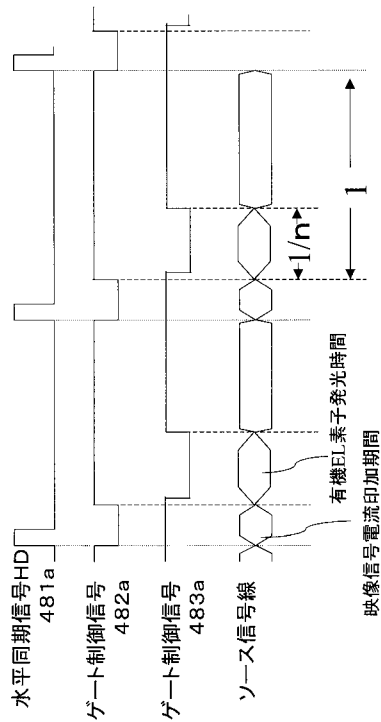 水平同期信号HD
481a
ゲート制御信号
482a
ゲート制御信号
483a
ソース信号線
1/n
1
有機EL素子発光時間
映像信号電流印加期間